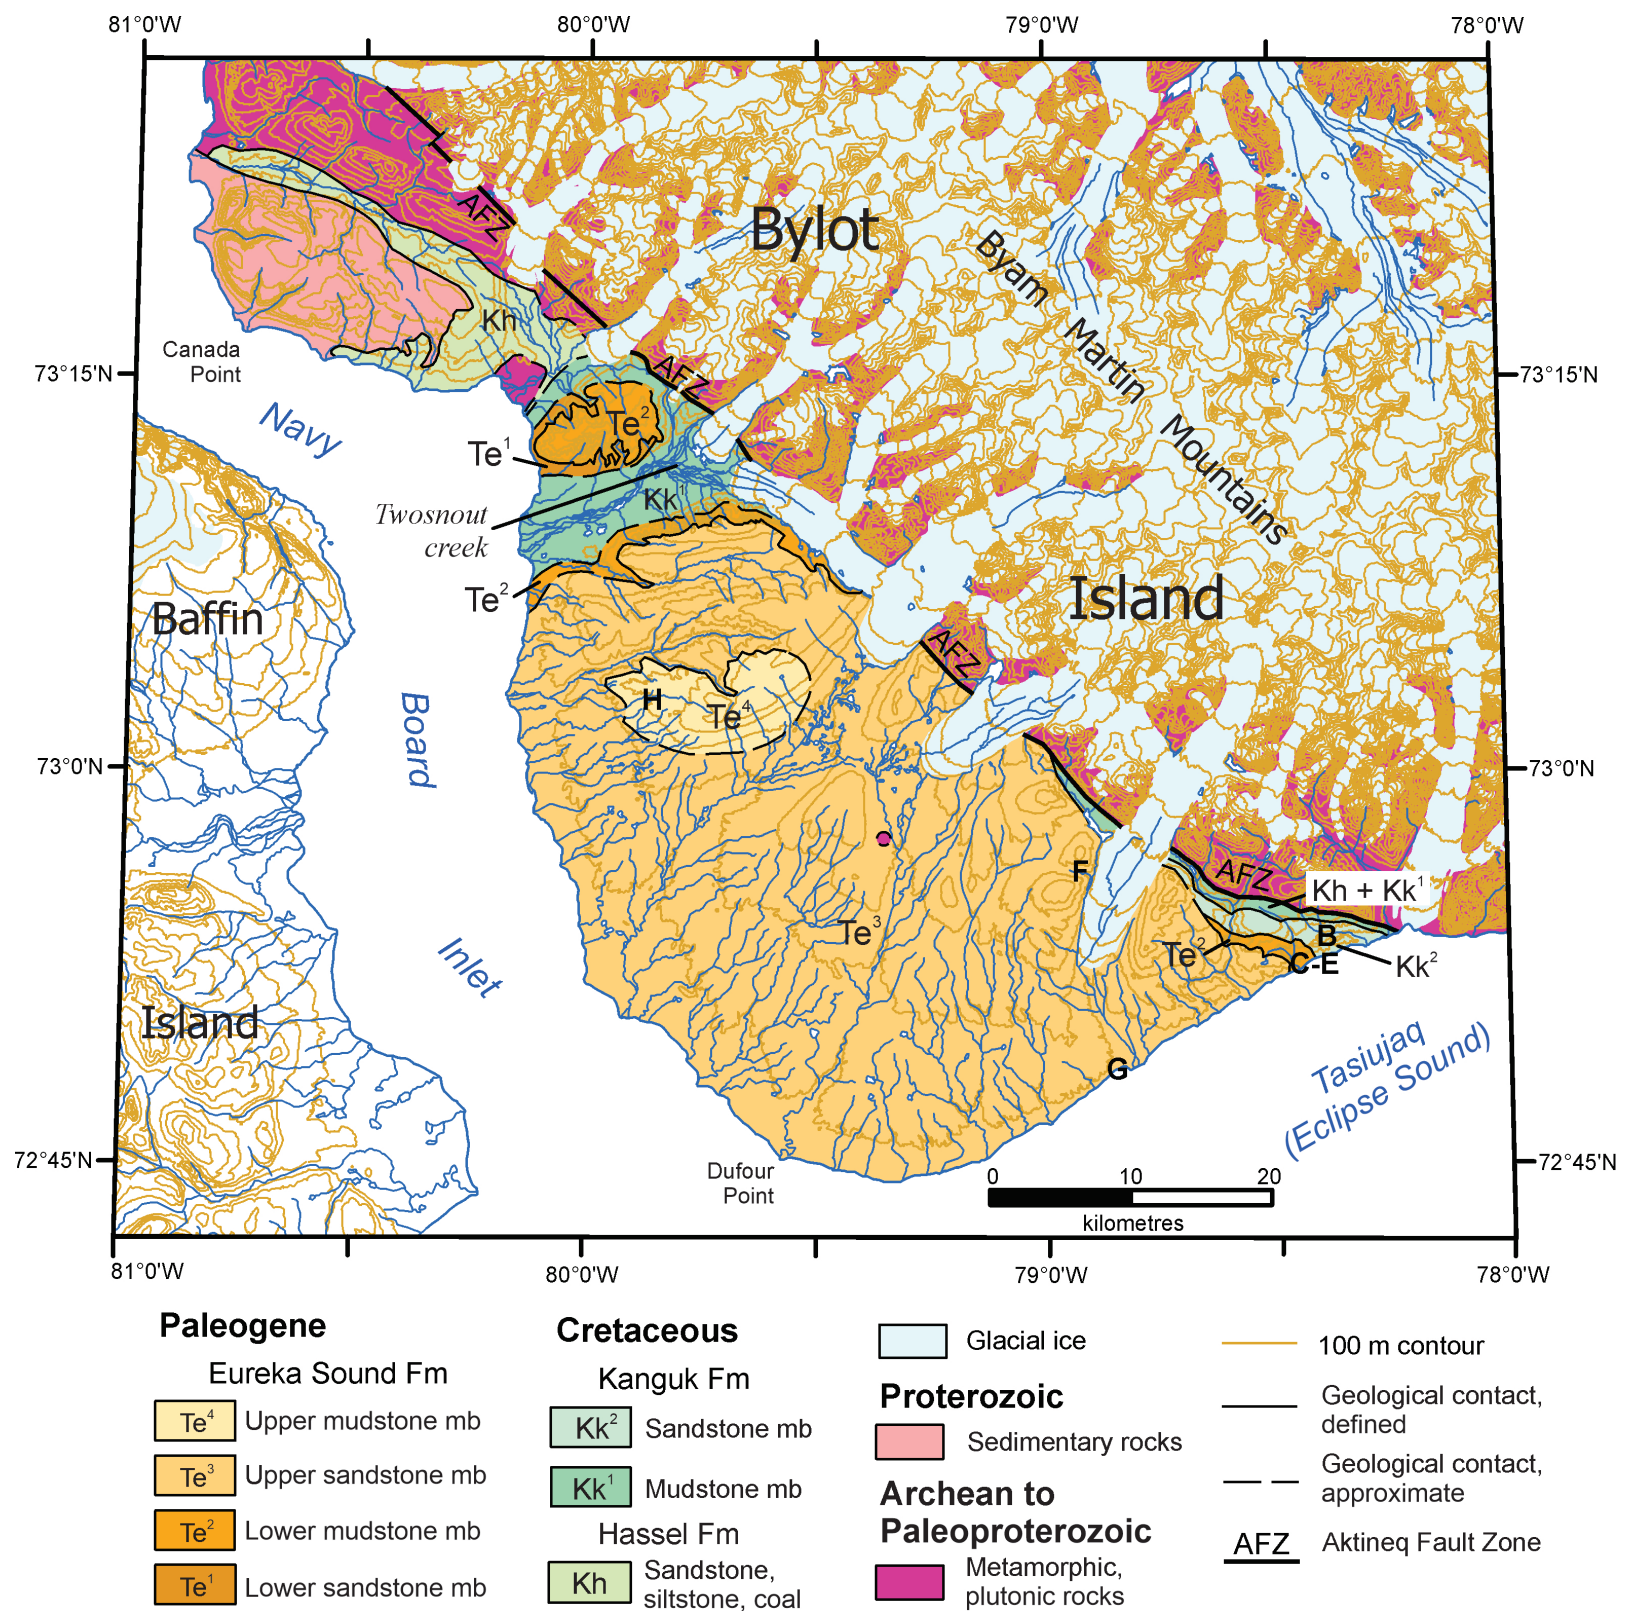 81°0'W
80°0'W
79°0'W
78°0'W
AFZ
Bylot
Byam
Martin
Mountains
Kh
Canada
Point
73°15'N
73°15'N
AFZ
Navy
Te²
Te¹
Kk¹
Twosnout
creek
Te²
Island
Baffin
AFZ
H
Te⁴
Board
73°0'N
73°0'N
F
AFZ
Kh + Kk¹
Te³
B
Te²
C-E
Kk²
Inlet
Island
G
Tasiujaq
(Eclipse Sound)
72°45'N
72°45'N
Dufour
Point
0 10 20
kilometres
81°0'W
80°0'W
79°0'W
78°0'W
Paleogene
Eureka Sound Fm
Te⁴ Upper mudstone mb
Te³ Upper sandstone mb
Te² Lower mudstone mb
Te¹ Lower sandstone mb
Cretaceous
Kanguk Fm
Kk² Sandstone mb
Kk¹ Mudstone mb
Hassel Fm
Kh Sandstone,
siltstone, coal
Glacial ice
Proterozoic
Sedimentary rocks
Archean to
Paleoproterozoic
Metamorphic,
plutonic rocks
100 m contour
Geological contact,
defined
Geological contact,
approximate
AFZ Aktineq Fault Zone